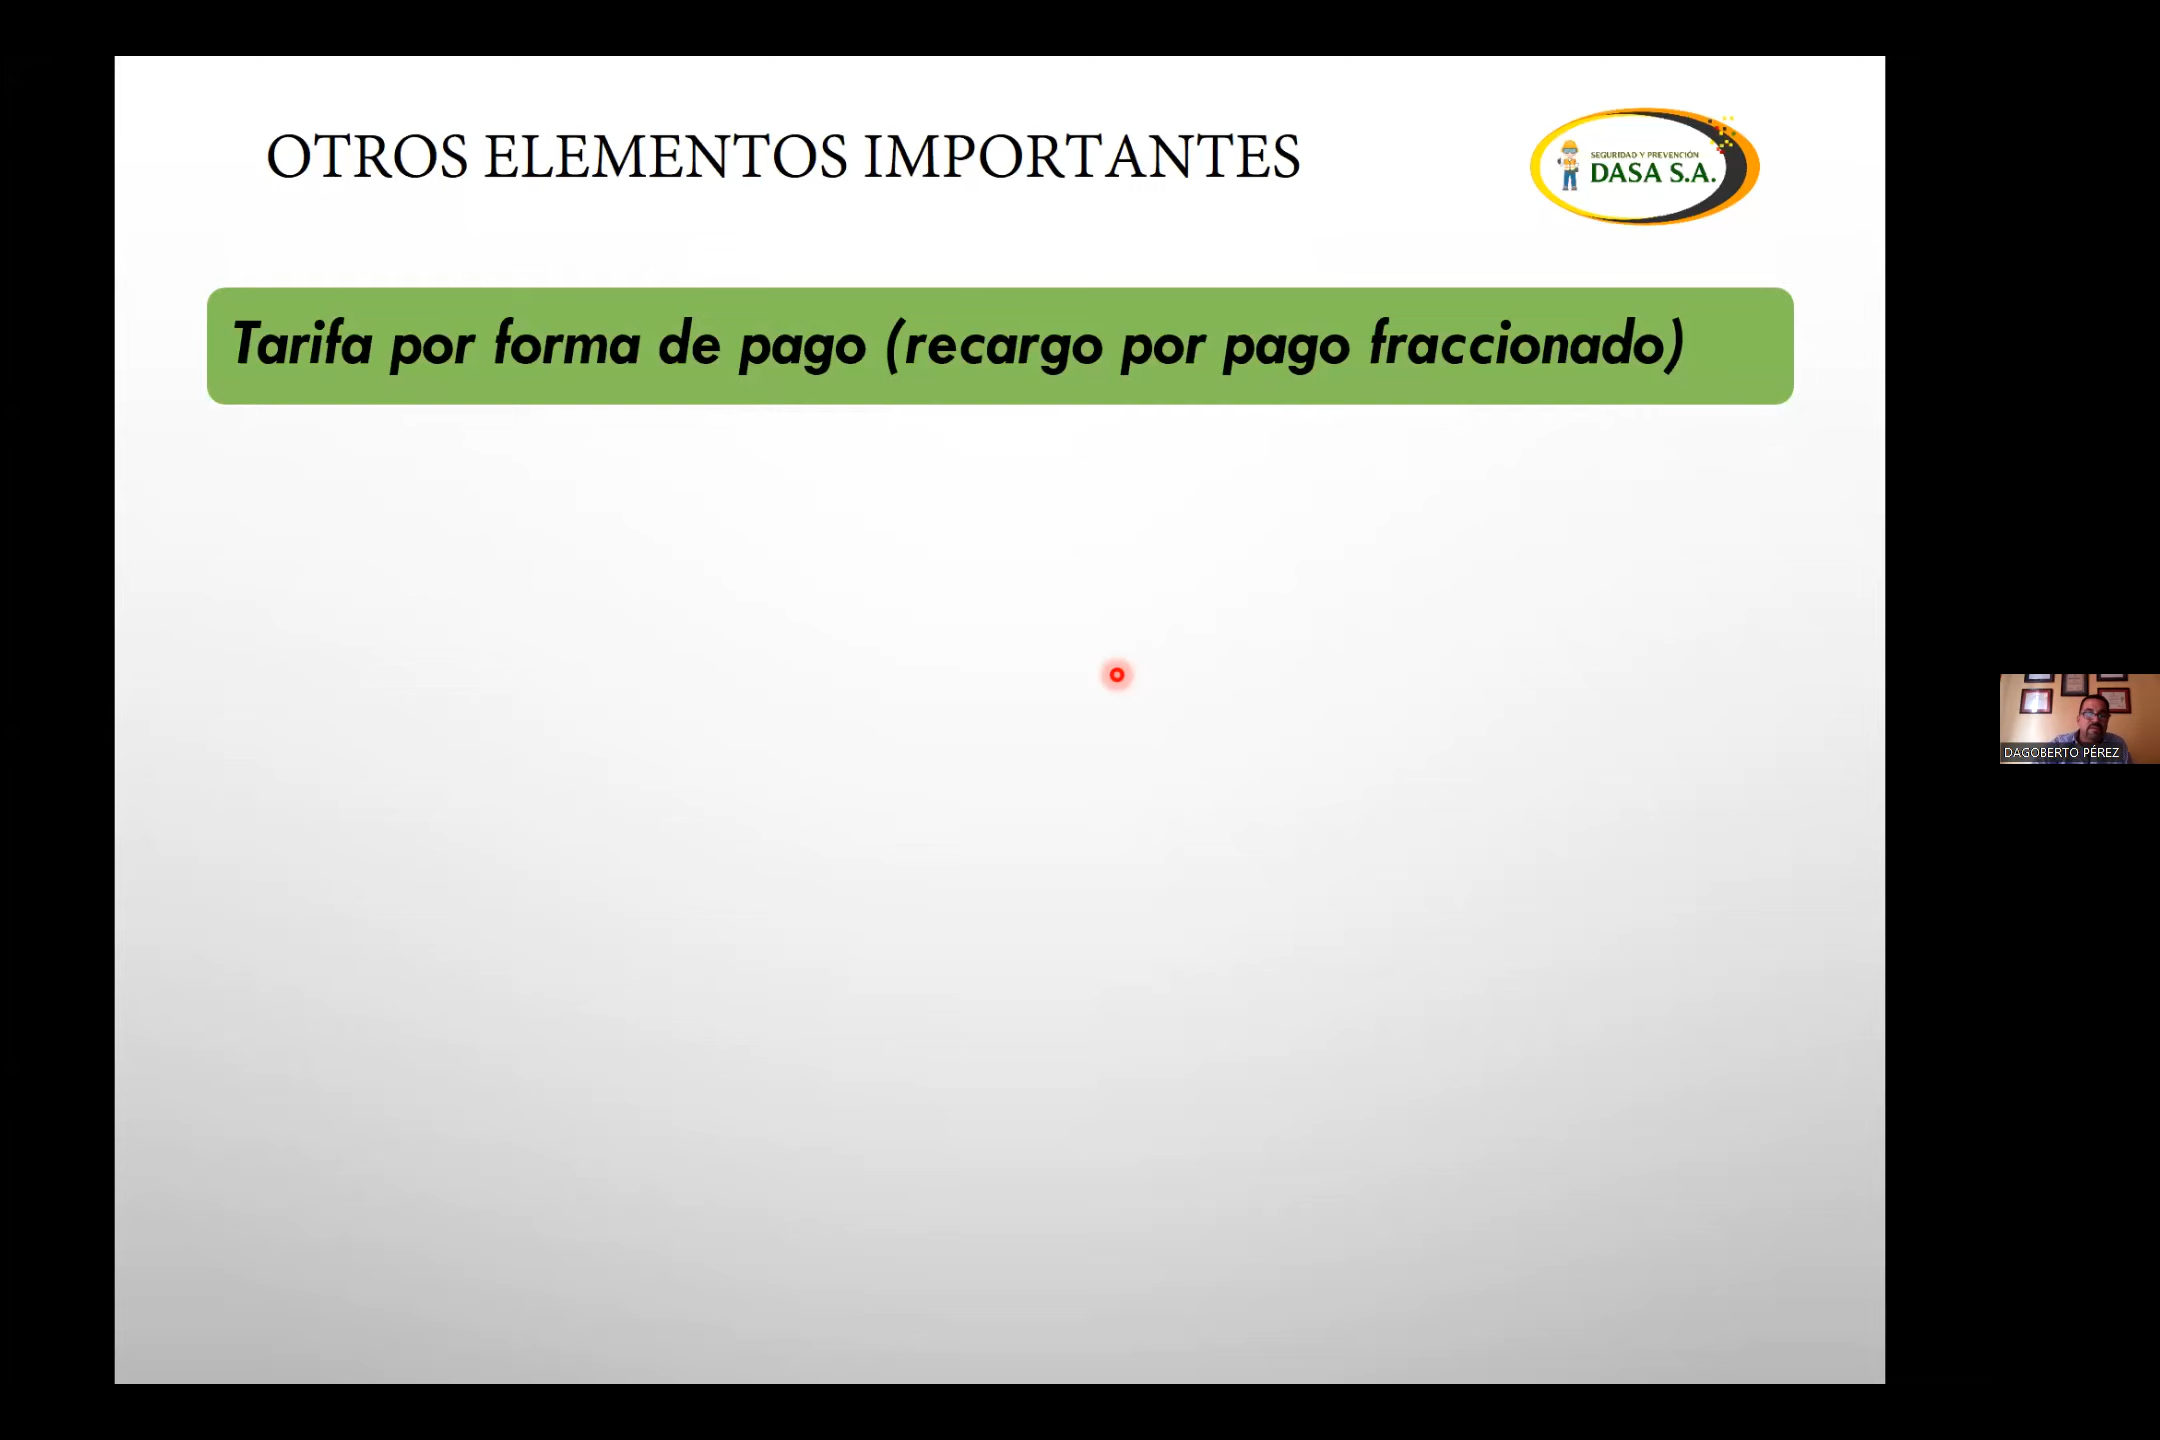 OTROS ELEMENTOS IMPORTANTES
SEGURIDAD Y PREVENCIÓN
DASA S.A.
Tarifa por forma de pago (recargo por pago fraccionado)
DAGOBERTO PÉREZ